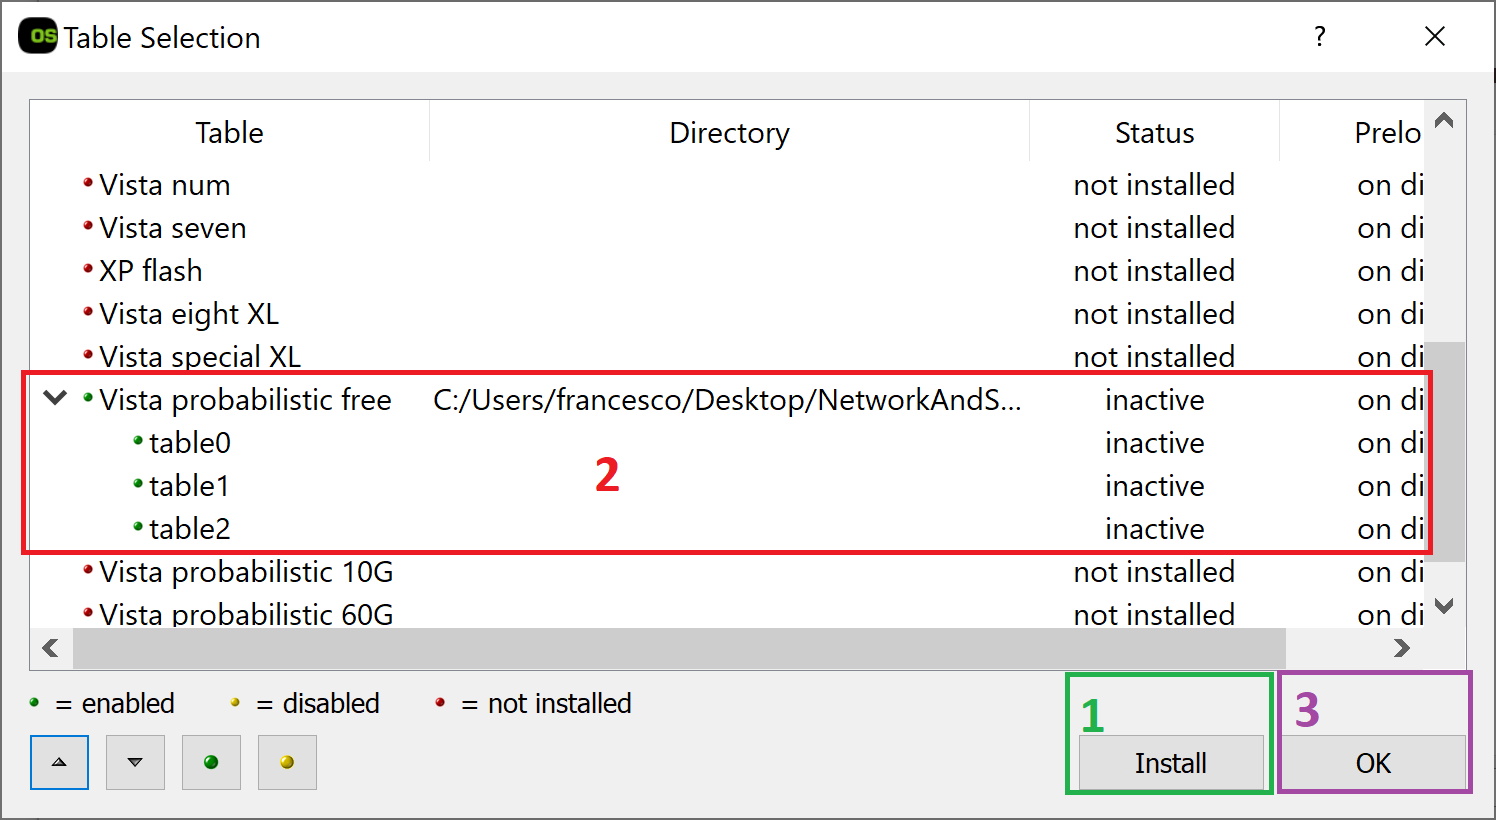 OS Table Selection ?
Table Directory Status Prelo
Vista num not installed on di
Vista seven not installed on di
XP flash not installed on di
Vista eight XL not installed on di
Vista special XL not installed on di
Vista probabilistic free C:/Users/francesco/Desktop/NetworkAndS... inactive on di
table0 inactive on di
2
table1 inactive on di
table2 inactive on di
Vista probabilistic 10G not installed on di
Vista probabilistic 60G not installed on di
= enabled = disabled = not installed
1 3
Install OK